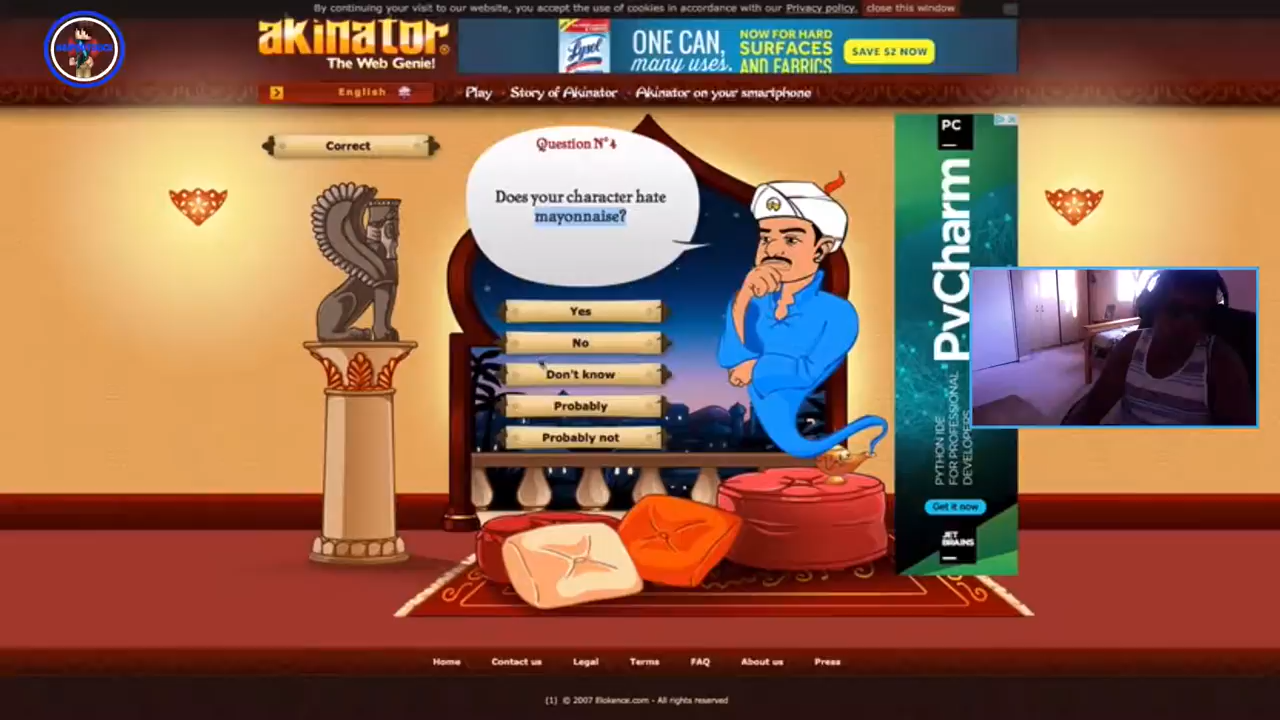 By continuing your visit to our website, you accept the use of cookies in accordance with our Privacy policy. close this window
akinator
The Web Genie!
Lysol
ONE CAN,
many uses.
NOW FOR HARD
SURFACES
AND FABRICS
SAVE $2 NOW
English
Play
Story of Akinator
Akinator on your smartphone
Correct
Question N° 4
Does your character hate
mayonnaise?
Yes
No
Don't know
Probably
Probably not
PC
PyCharm
PYTHON IDE
FOR PROFESSIONAL
DEVELOPERS
Get it now
JET
BRAINS
Home
Contact us
Legal
Terms
FAQ
About us
Press
(1) © 2007 Elokence.com - All rights reserved